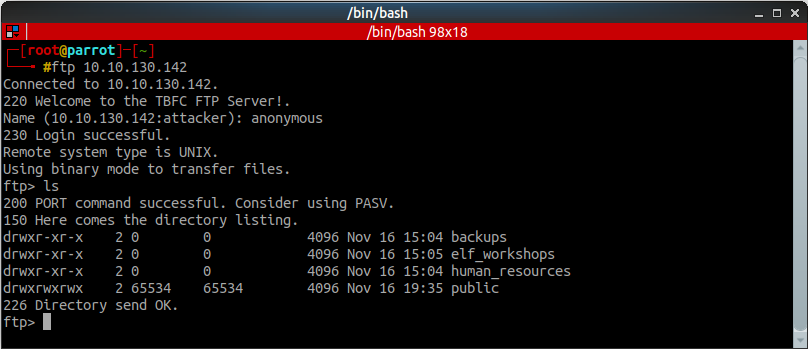 /bin/bash
/bin/bash 98x18
┌─[root@parrot]─[~]
└──╼ #ftp 10.10.130.142
Connected to 10.10.130.142.
220 Welcome to the TBFC FTP Server!.
Name (10.10.130.142:attacker): anonymous
230 Login successful.
Remote system type is UNIX.
Using binary mode to transfer files.
ftp> ls
200 PORT command successful. Consider using PASV.
150 Here comes the directory listing.
drwxr-xr-x    2 0        0            4096 Nov 16 15:04 backups
drwxr-xr-x    2 0        0            4096 Nov 16 15:05 elf_workshops
drwxr-xr-x    2 0        0            4096 Nov 16 15:04 human_resources
drwxrwxrwx    2 65534    65534        4096 Nov 16 19:35 public
226 Directory send OK.
ftp>